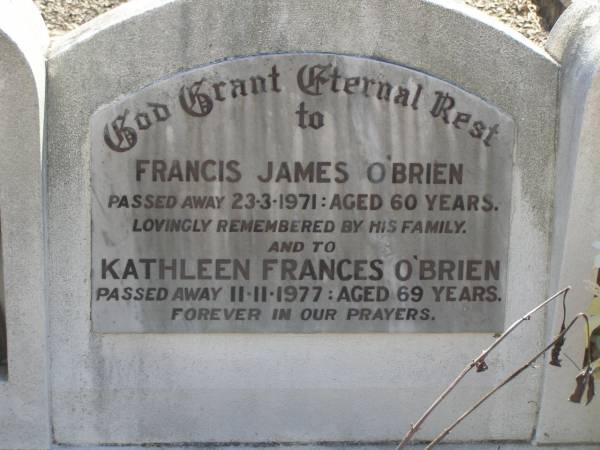 God Grant Eternal Rest
to
FRANCIS JAMES O'BRIEN
PASSED AWAY 23·3·1971: AGED 60 YEARS.
LOVINGLY REMEMBERED BY HIS FAMILY.
AND TO
KATHLEEN FRANCES O'BRIEN
PASSED AWAY 11·11·1977: AGED 69 YEARS.
FOREVER IN OUR PRAYERS.